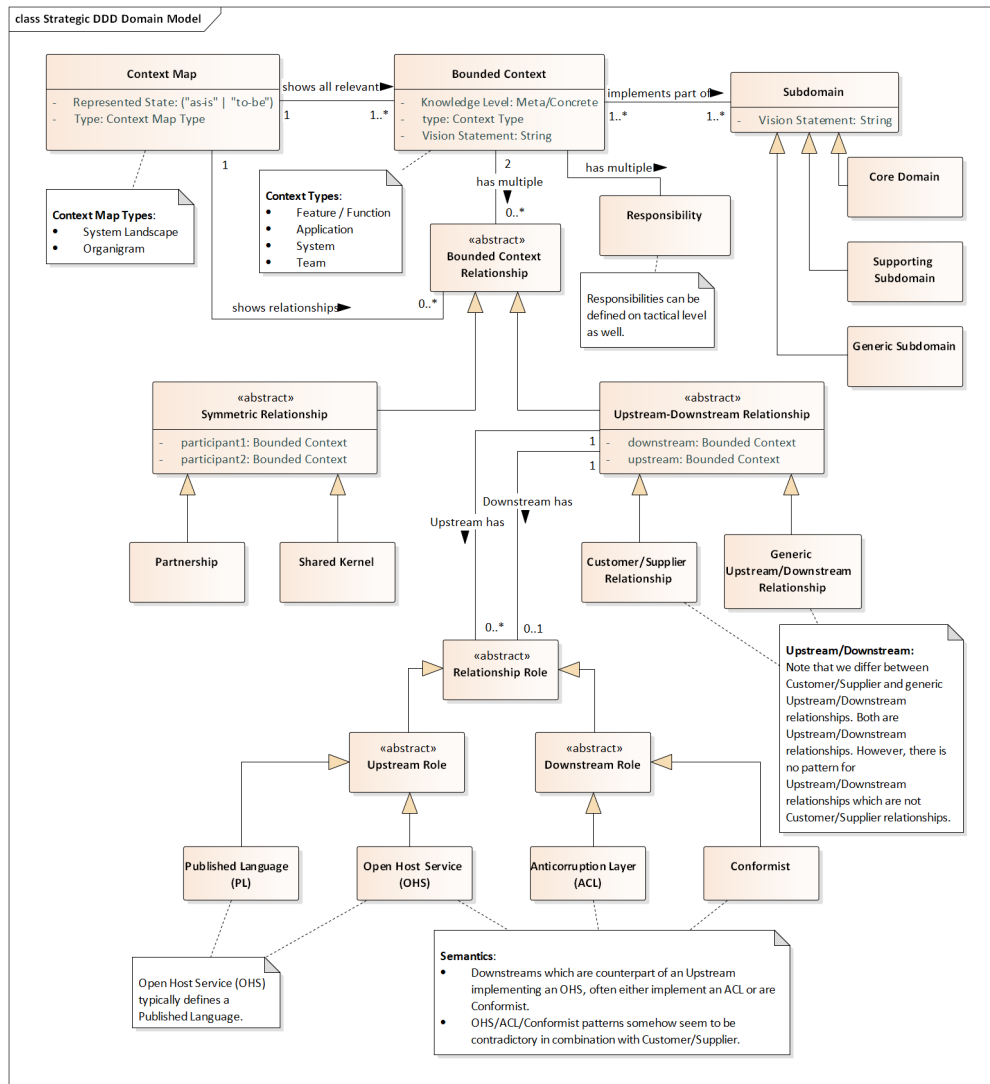 class Strategic DDD Domain Model
Context Map
- Represented State: ("as-is" | "to-be")
- Type: Context Map Type
shows all relevant
1
1..*
Bounded Context
- Knowledge Level: Meta/Concrete
- type: Context Type
- Vision Statement: String
implements part of
1..*
1..*
Subdomain
- Vision Statement: String
1
2
has multiple
0..*
has multiple
Core Domain
Context Map Types:
• System Landscape
• Organigram
Context Types:
• Feature / Function
• Application
• System
• Team
Responsibility
«abstract»
Bounded Context
Relationship
Supporting
Subdomain
Responsibilities can be
defined on tactical level
as well.
shows relationships
0..*
Generic Subdomain
«abstract»
Symmetric Relationship
- participant1: Bounded Context
- participant2: Bounded Context
«abstract»
Upstream-Downstream Relationship
- downstream: Bounded Context
- upstream: Bounded Context
1
1
Downstream has
Upstream has
Partnership
Shared Kernel
Customer/Supplier
Relationship
Generic
Upstream/Downstream
Relationship
0..*
0..1
«abstract»
Relationship Role
Upstream/Downstream:
Note that we differ between
Customer/Supplier and generic
Upstream/Downstream
relationships. Both are
Upstream/Downstream
relationships. However, there is
no pattern for
Upstream/Downstream
relationships which are not
Customer/Supplier relationships.
«abstract»
Upstream Role
«abstract»
Downstream Role
Published Language
(PL)
Open Host Service
(OHS)
Anticorruption Layer
(ACL)
Conformist
Open Host Service (OHS)
typically defines a
Published Language.
Semantics:
• Downstreams which are counterpart of an Upstream
implementing an OHS, often either implement an ACL or are
Conformist.
• OHS/ACL/Conformist patterns somehow seem to be
contradictory in combination with Customer/Supplier.